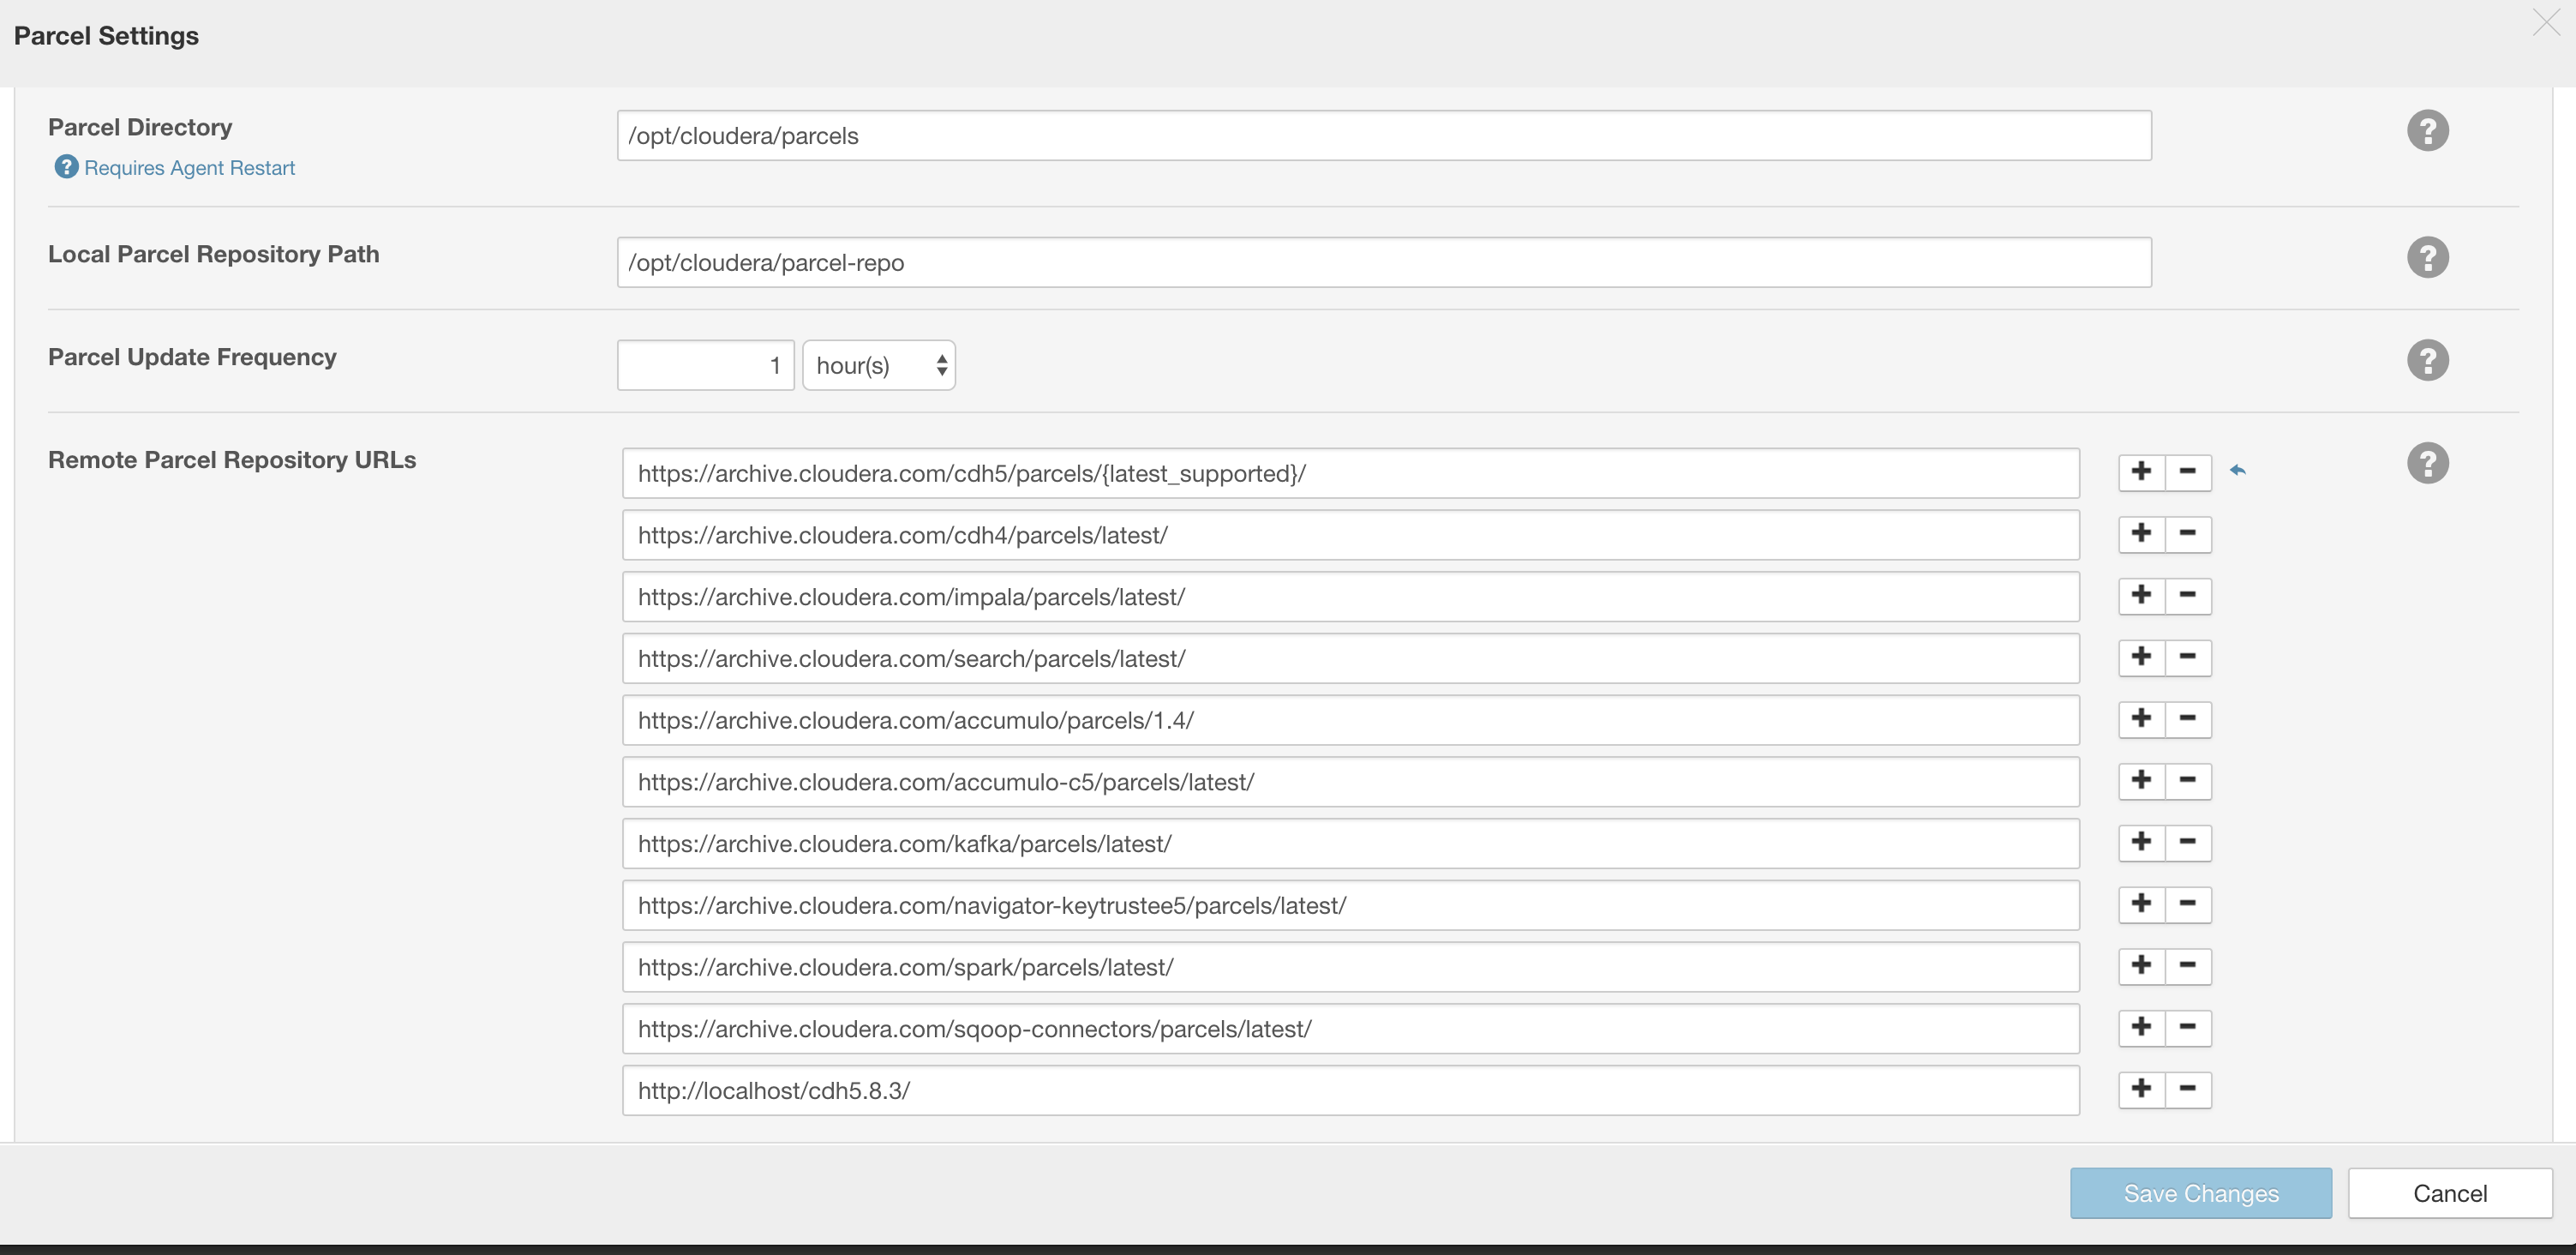 Parcel Settings
Parcel Directory
/opt/cloudera/parcels
Requires Agent Restart
Local Parcel Repository Path
/opt/cloudera/parcel-repo
Parcel Update Frequency
1 hour(s)
Remote Parcel Repository URLs
https://archive.cloudera.com/cdh5/parcels/{latest_supported}/
https://archive.cloudera.com/cdh4/parcels/latest/
https://archive.cloudera.com/impala/parcels/latest/
https://archive.cloudera.com/search/parcels/latest/
https://archive.cloudera.com/accumulo/parcels/1.4/
https://archive.cloudera.com/accumulo-c5/parcels/latest/
https://archive.cloudera.com/kafka/parcels/latest/
https://archive.cloudera.com/navigator-keytrustee5/parcels/latest/
https://archive.cloudera.com/spark/parcels/latest/
https://archive.cloudera.com/sqoop-connectors/parcels/latest/
http://localhost/cdh5.8.3/
Save Changes
Cancel